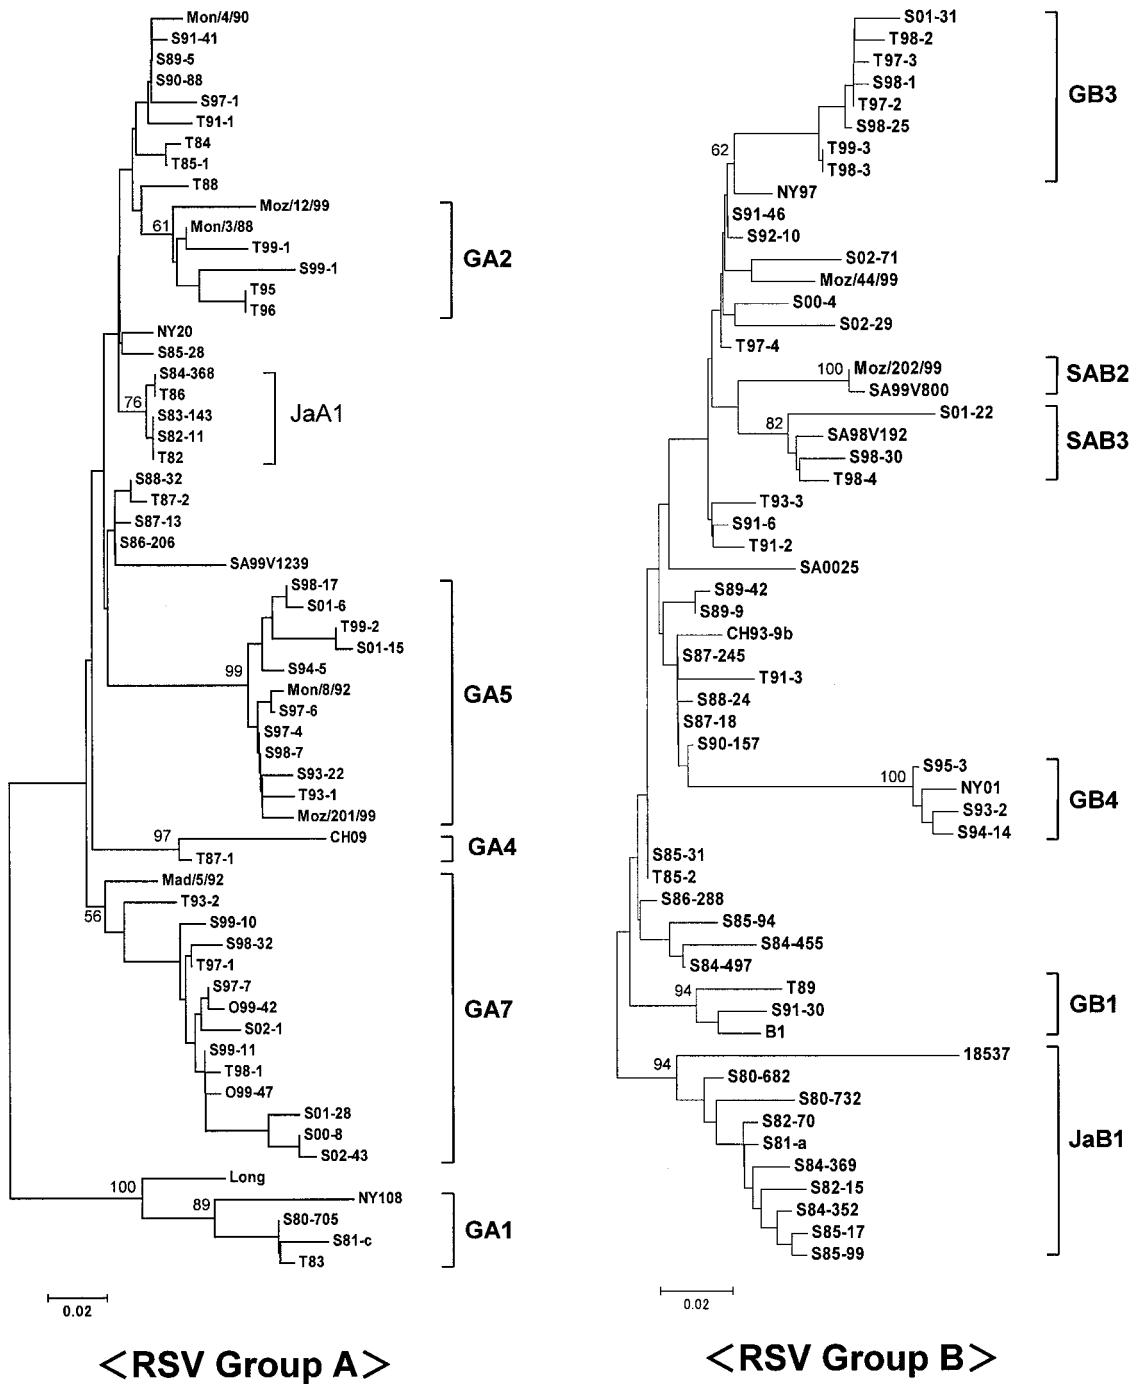 Mon/4/90
S91-41
S89-5
S90-88
S97-1
T91-1
T84
T85-1
T88
Moz/12/99
61
Mon/3/88
T99-1
GA2
S99-1
T95
T96
NY20
S85-28
S84-368
T86
76
JaA1
S83-143
S82-11
T82
S88-32
T87-2
S87-13
S86-206
SA99V1239
S98-17
S01-6
T99-2
S01-15
99
S94-5
Mon/8/92
GA5
S97-6
S97-4
S98-7
S93-22
T93-1
Moz/201/99
97
CH09
GA4
T87-1
Mad/5/92
56
T93-2
S99-10
S98-32
T97-1
S97-7
O99-42
GA7
S02-1
S99-11
T98-1
O99-47
S01-28
S00-8
S02-43
Long
100
89
NY108
S80-705
GA1
S81-c
T83
0.02
<RSV Group A>
S01-31
T98-2
T97-3
S98-1
GB3
T97-2
S98-25
62
T99-3
T98-3
NY97
S91-46
S92-10
S02-71
Moz/44/99
S00-4
S02-29
T97-4
100
Moz/202/99
SAB2
SA99V800
S01-22
82
SA98V192
SAB3
S98-30
T98-4
T93-3
S91-6
T91-2
SA0025
S89-42
S89-9
CH93-9b
S87-245
T91-3
S88-24
S87-18
S90-157
100
S95-3
NY01
GB4
S93-2
S94-14
S85-31
T85-2
S86-288
S85-94
S84-455
S84-497
94
T89
GB1
S91-30
B1
94
18537
S80-682
S80-732
S82-70
JaB1
S81-a
S84-369
S82-15
S84-352
S85-17
S85-99
0.02
<RSV Group B>